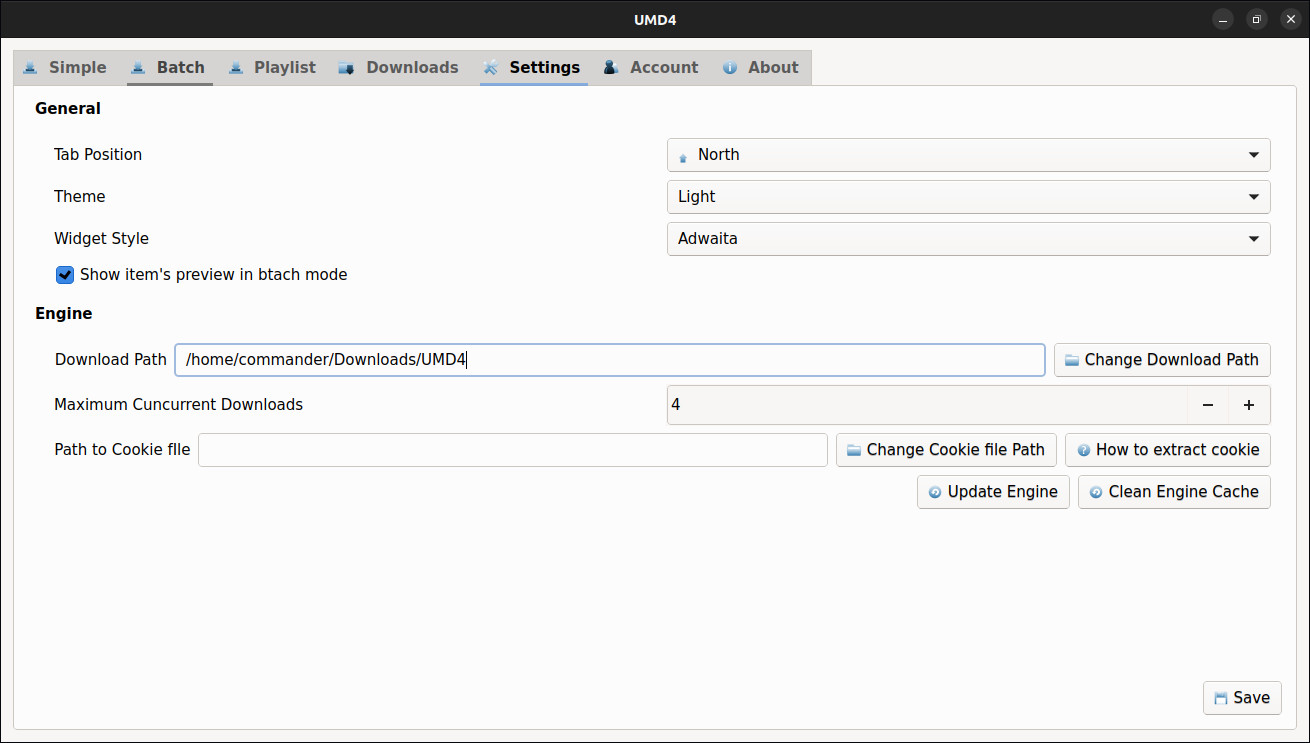 UMD4
Simple Batch Playlist Downloads Settings Account About
General
Tab Position North
Theme Light
Widget Style Adwaita
Show item's preview in btach mode
Engine
Download Path /home/commander/Downloads/UMD4 Change Download Path
Maximum Cuncurrent Downloads 4
Path to Cookie fIle Change Cookie file Path How to extract cookie
Update Engine Clean Engine Cache
Save